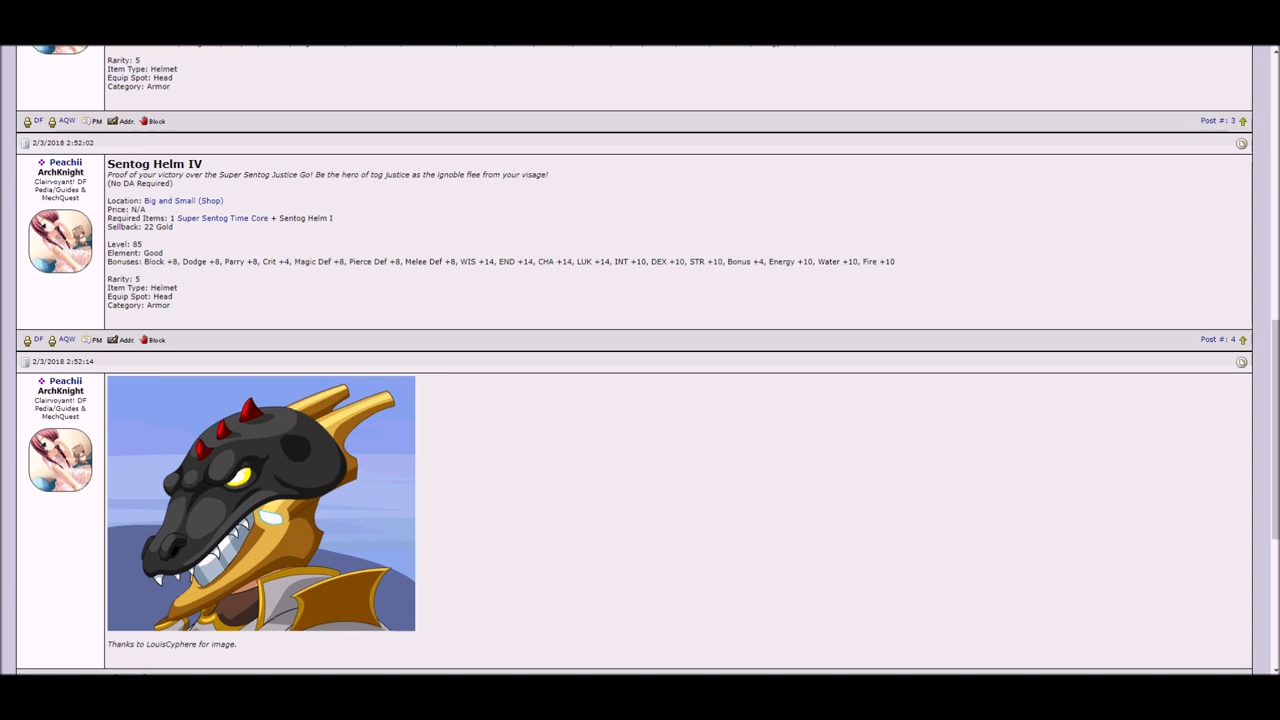 Rarity: 5
Item Type: Helmet
Equip Spot: Head
Category: Armor
DF AQW PM Addr. Block Post #: 3
2/3/2018 2:52:02
Peachii
ArchKnight
Clairvoyant! DF
Pedia/Guides &
MechQuest
Sentog Helm IV
Proof of your victory over the Super Sentog Justice Go! Be the hero of tog justice as the ignoble flee from your visage!
(No DA Required)
Location: Big and Small (Shop)
Price: N/A
Required Items: 1 Super Sentog Time Core + Sentog Helm I
Sellback: 22 Gold
Level: 85
Element: Good
Bonuses: Block +8, Dodge +8, Parry +8, Crit +4, Magic Def +8, Pierce Def +8, Melee Def +8, WIS +14, END +14, CHA +14, LUK +14, INT +10, DEX +10, STR +10, Bonus +4, Energy +10, Water +10, Fire +10
Rarity: 5
Item Type: Helmet
Equip Spot: Head
Category: Armor
DF AQW PM Addr. Block Post #: 4
2/3/2018 2:52:14
Peachii
ArchKnight
Clairvoyant! DF
Pedia/Guides &
MechQuest
Thanks to LouisCyphere for image.